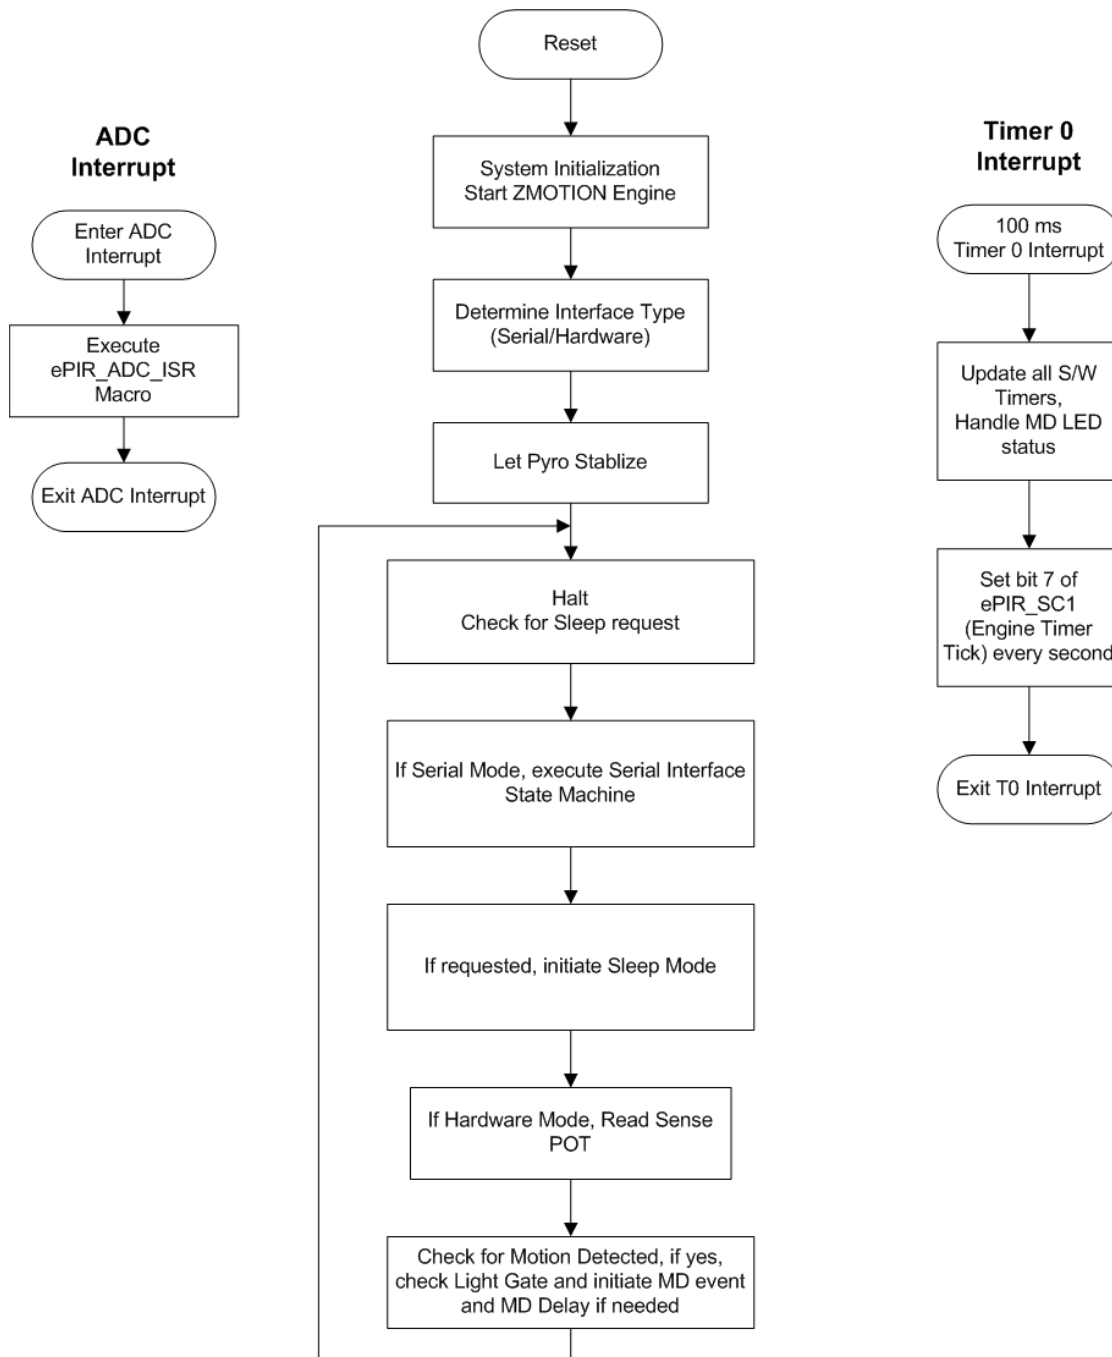 Reset
ADC
Interrupt
Enter ADC
Interrupt
Execute
ePIR_ADC_ISR
Macro
Exit ADC Interrupt
System Initialization
Start ZMOTION Engine
Determine Interface Type
(Serial/Hardware)
Let Pyro Stablize
Halt
Check for Sleep request
If Serial Mode, execute Serial Interface
State Machine
If requested, initiate Sleep Mode
If Hardware Mode, Read Sense
POT
Check for Motion Detected, if yes,
check Light Gate and initiate MD event
and MD Delay if needed
Timer 0
Interrupt
100 ms
Timer 0 Interrupt
Update all S/W
Timers,
Handle MD LED
status
Set bit 7 of
ePIR_SC1
(Engine Timer
Tick) every second
Exit T0 Interrupt